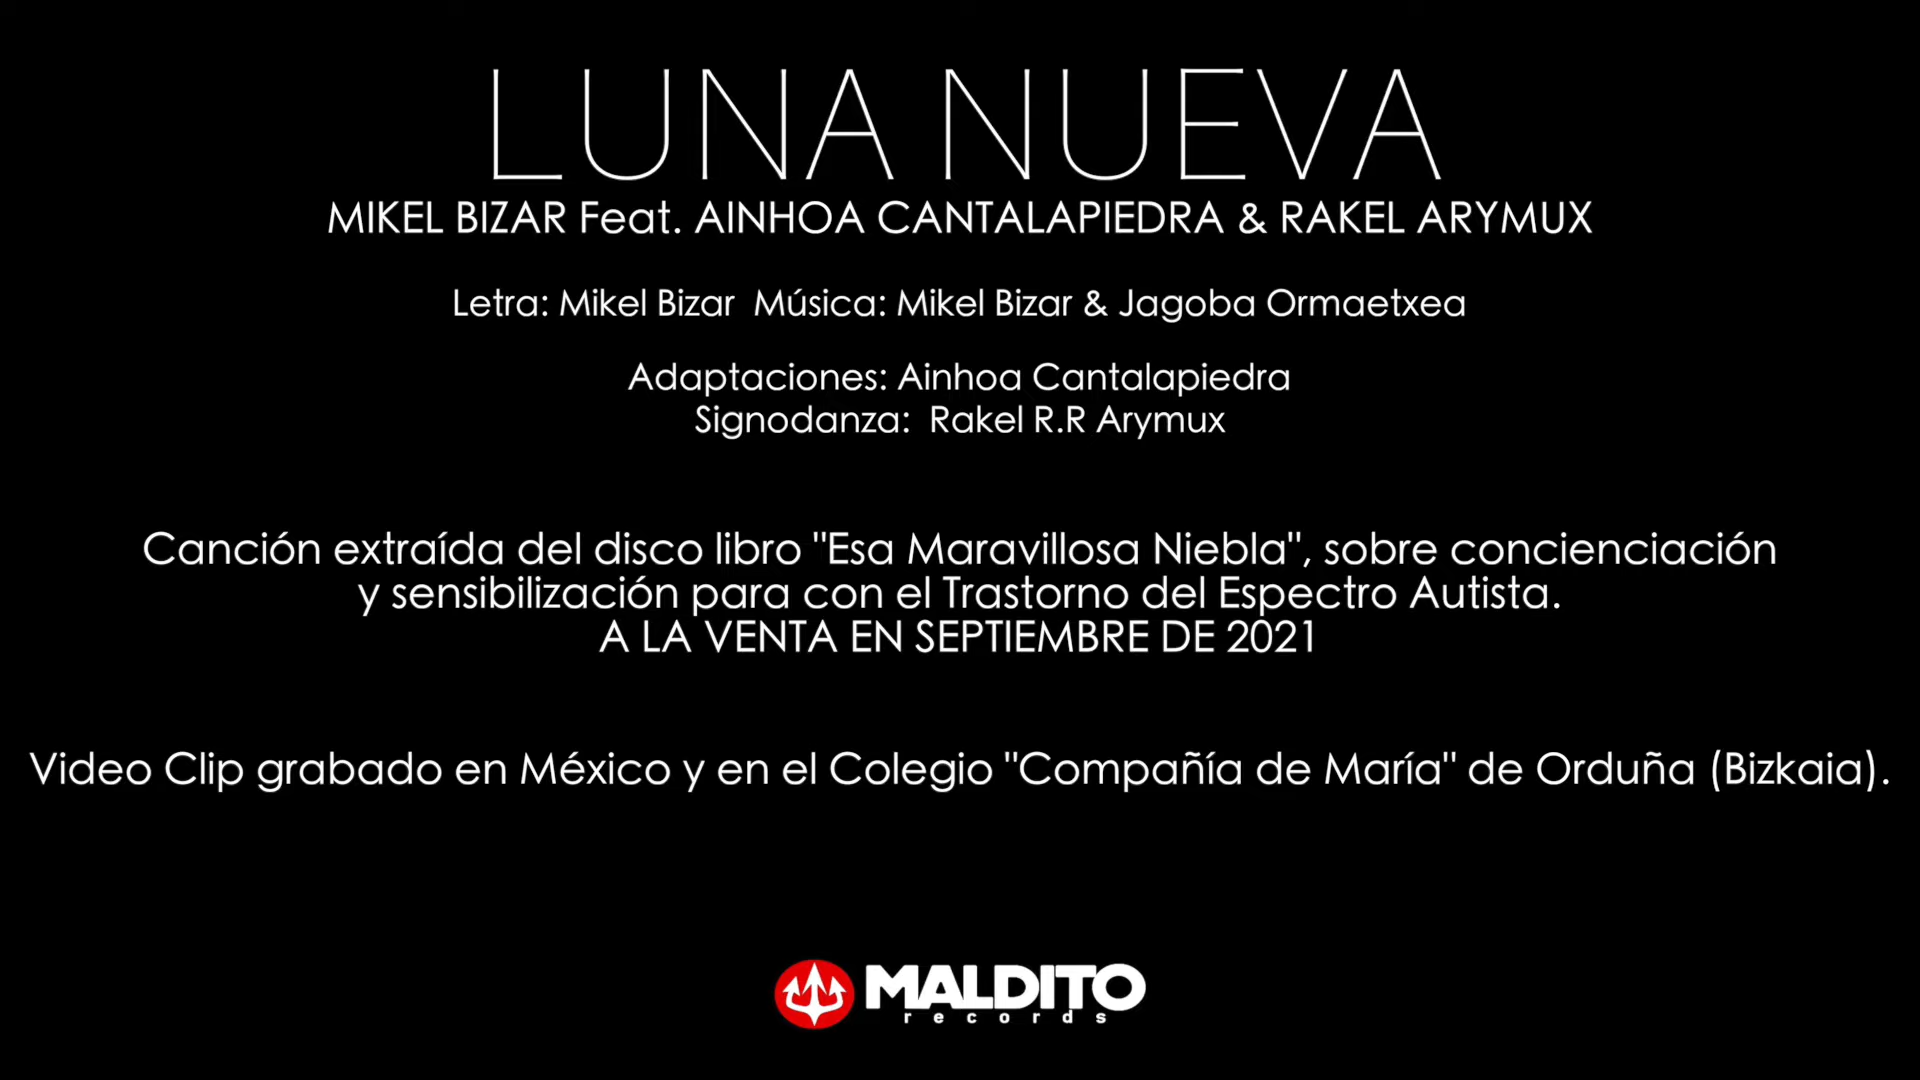 LUNA NUEVA
MIKEL BIZAR Feat. AINHOA CANTALAPIEDRA & RAKEL ARYMUX
Letra: Mikel Bizar  Música: Mikel Bizar & Jagoba Ormaetxea
Adaptaciones: Ainhoa Cantalapiedra
Signodanza:  Rakel R.R Arymux
Canción extraída del disco libro "Esa Maravillosa Niebla", sobre concienciación
y sensibilización para con el Trastorno del Espectro Autista.
A LA VENTA EN SEPTIEMBRE DE 2021
Video Clip grabado en México y en el Colegio "Compañía de María" de Orduña (Bizkaia).
MALDITO
records